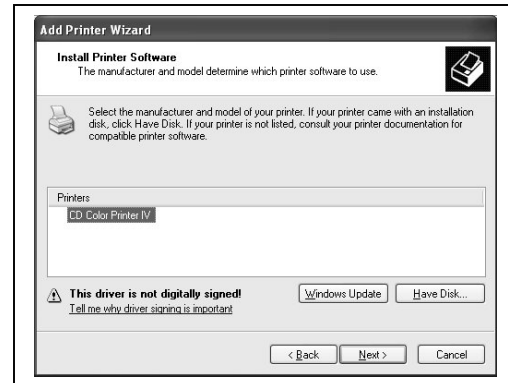 Add Printer Wizard
Install Printer Software
The manufacturer and model determine which printer software to use.
Select the manufacturer and model of your printer. If your printer came with an installation
disk, click Have Disk. If your printer is not listed, consult your printer documentation for
compatible printer software.
Printers
CD Color Printer IV
This driver is not digitally signed!
Tell me why driver signing is important
Windows Update
Have Disk...
< Back
Next >
Cancel